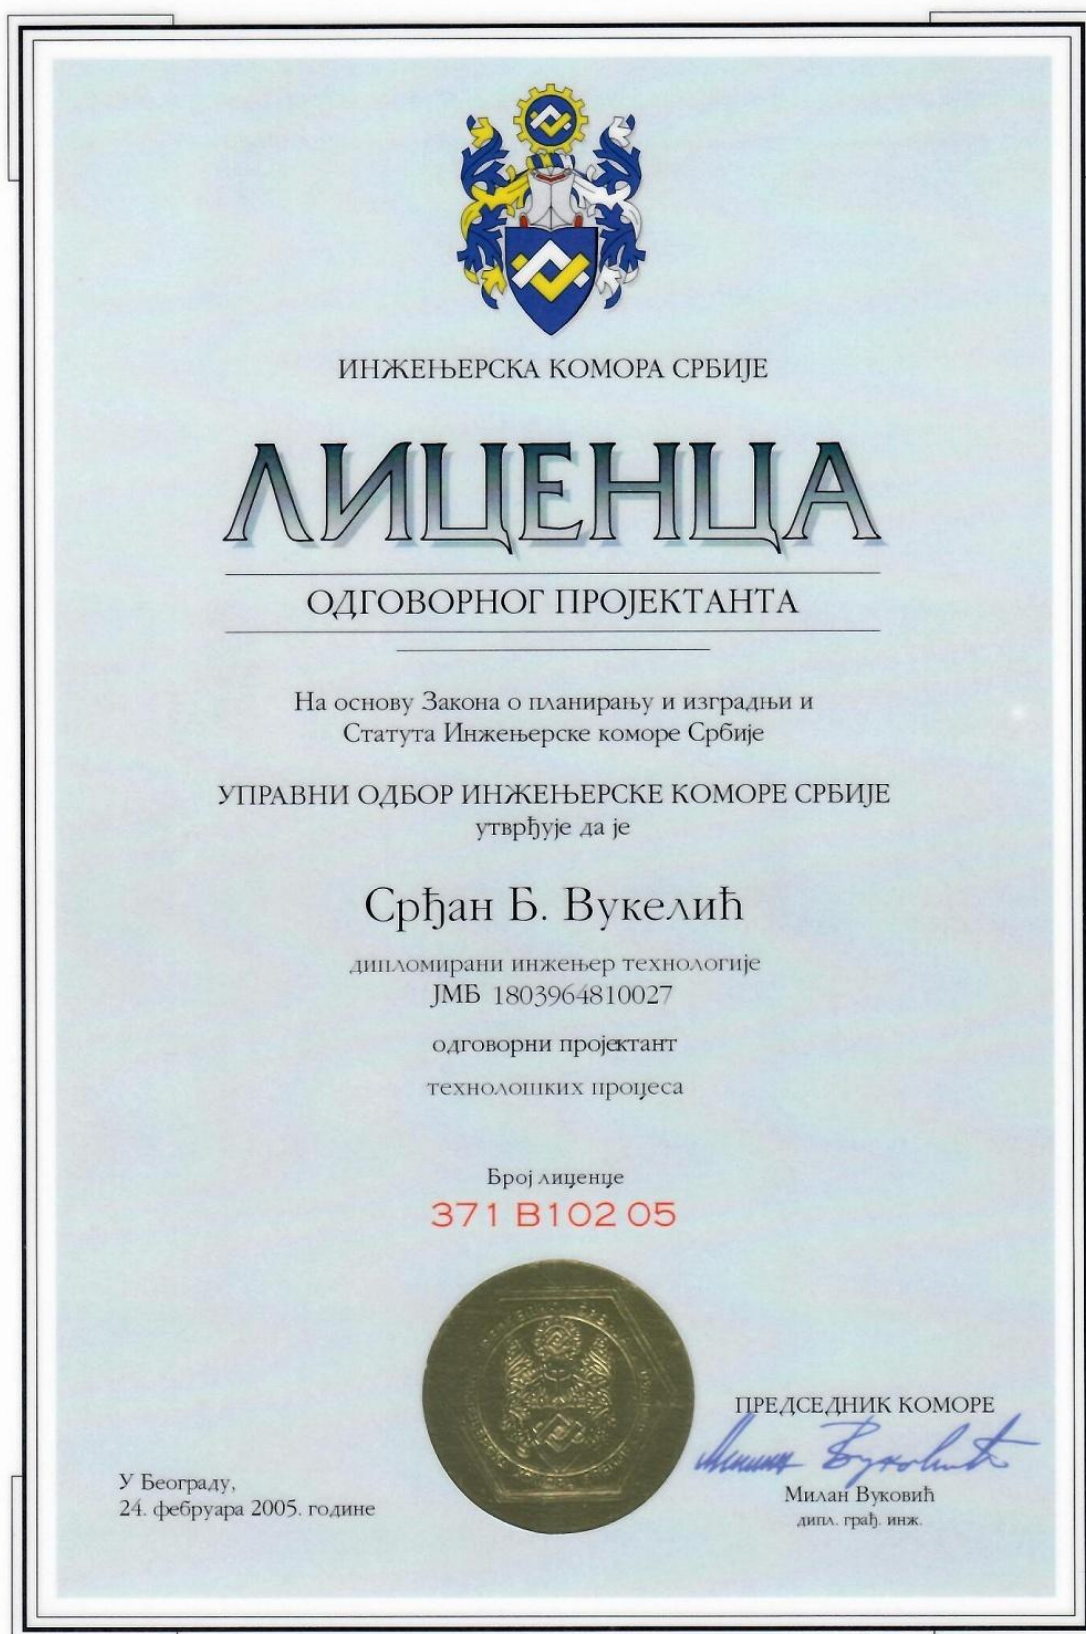 ИНЖЕЊЕРСКА КОМОРА СРБИЈЕ
ЛИЦЕНЦА
ОДГОВОРНОГ ПРОЈЕКТАНТА
На основу Закона о планирању и изградњи и
Статута Инжењерске коморе Србије
УПРАВНИ ОДБОР ИНЖЕЊЕРСКЕ КОМОРЕ СРБИЈЕ
утврђује да је
Срђан Б. Вукелић
дипломирани инжењер технологије
ЈМБ 1803964810027
одговорни пројектант
технолошких процеса
Број лиценце
371 B102 05
ПРЕДСЕДНИК КОМОРЕ
Милан Вуковић
дипл. грађ. инж.
У Београду,
24. фебруара 2005. године